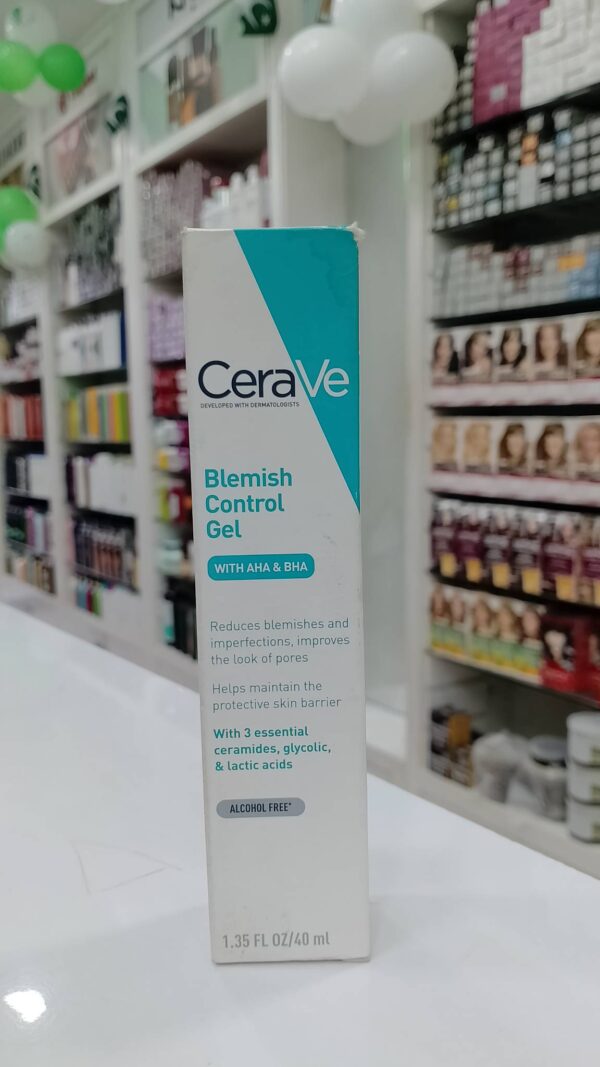 CeraVe
DEVELOPED WITH DERMATOLOGISTS
Blemish
Control
Gel
WITH AHA & BHA
Reduces blemishes and
imperfections, improves
the look of pores
Helps maintain the
protective skin barrier
With 3 essential
ceramides, glycolic,
& lactic acids
ALCOHOL FREE*
1.35 FL OZ/40 ml